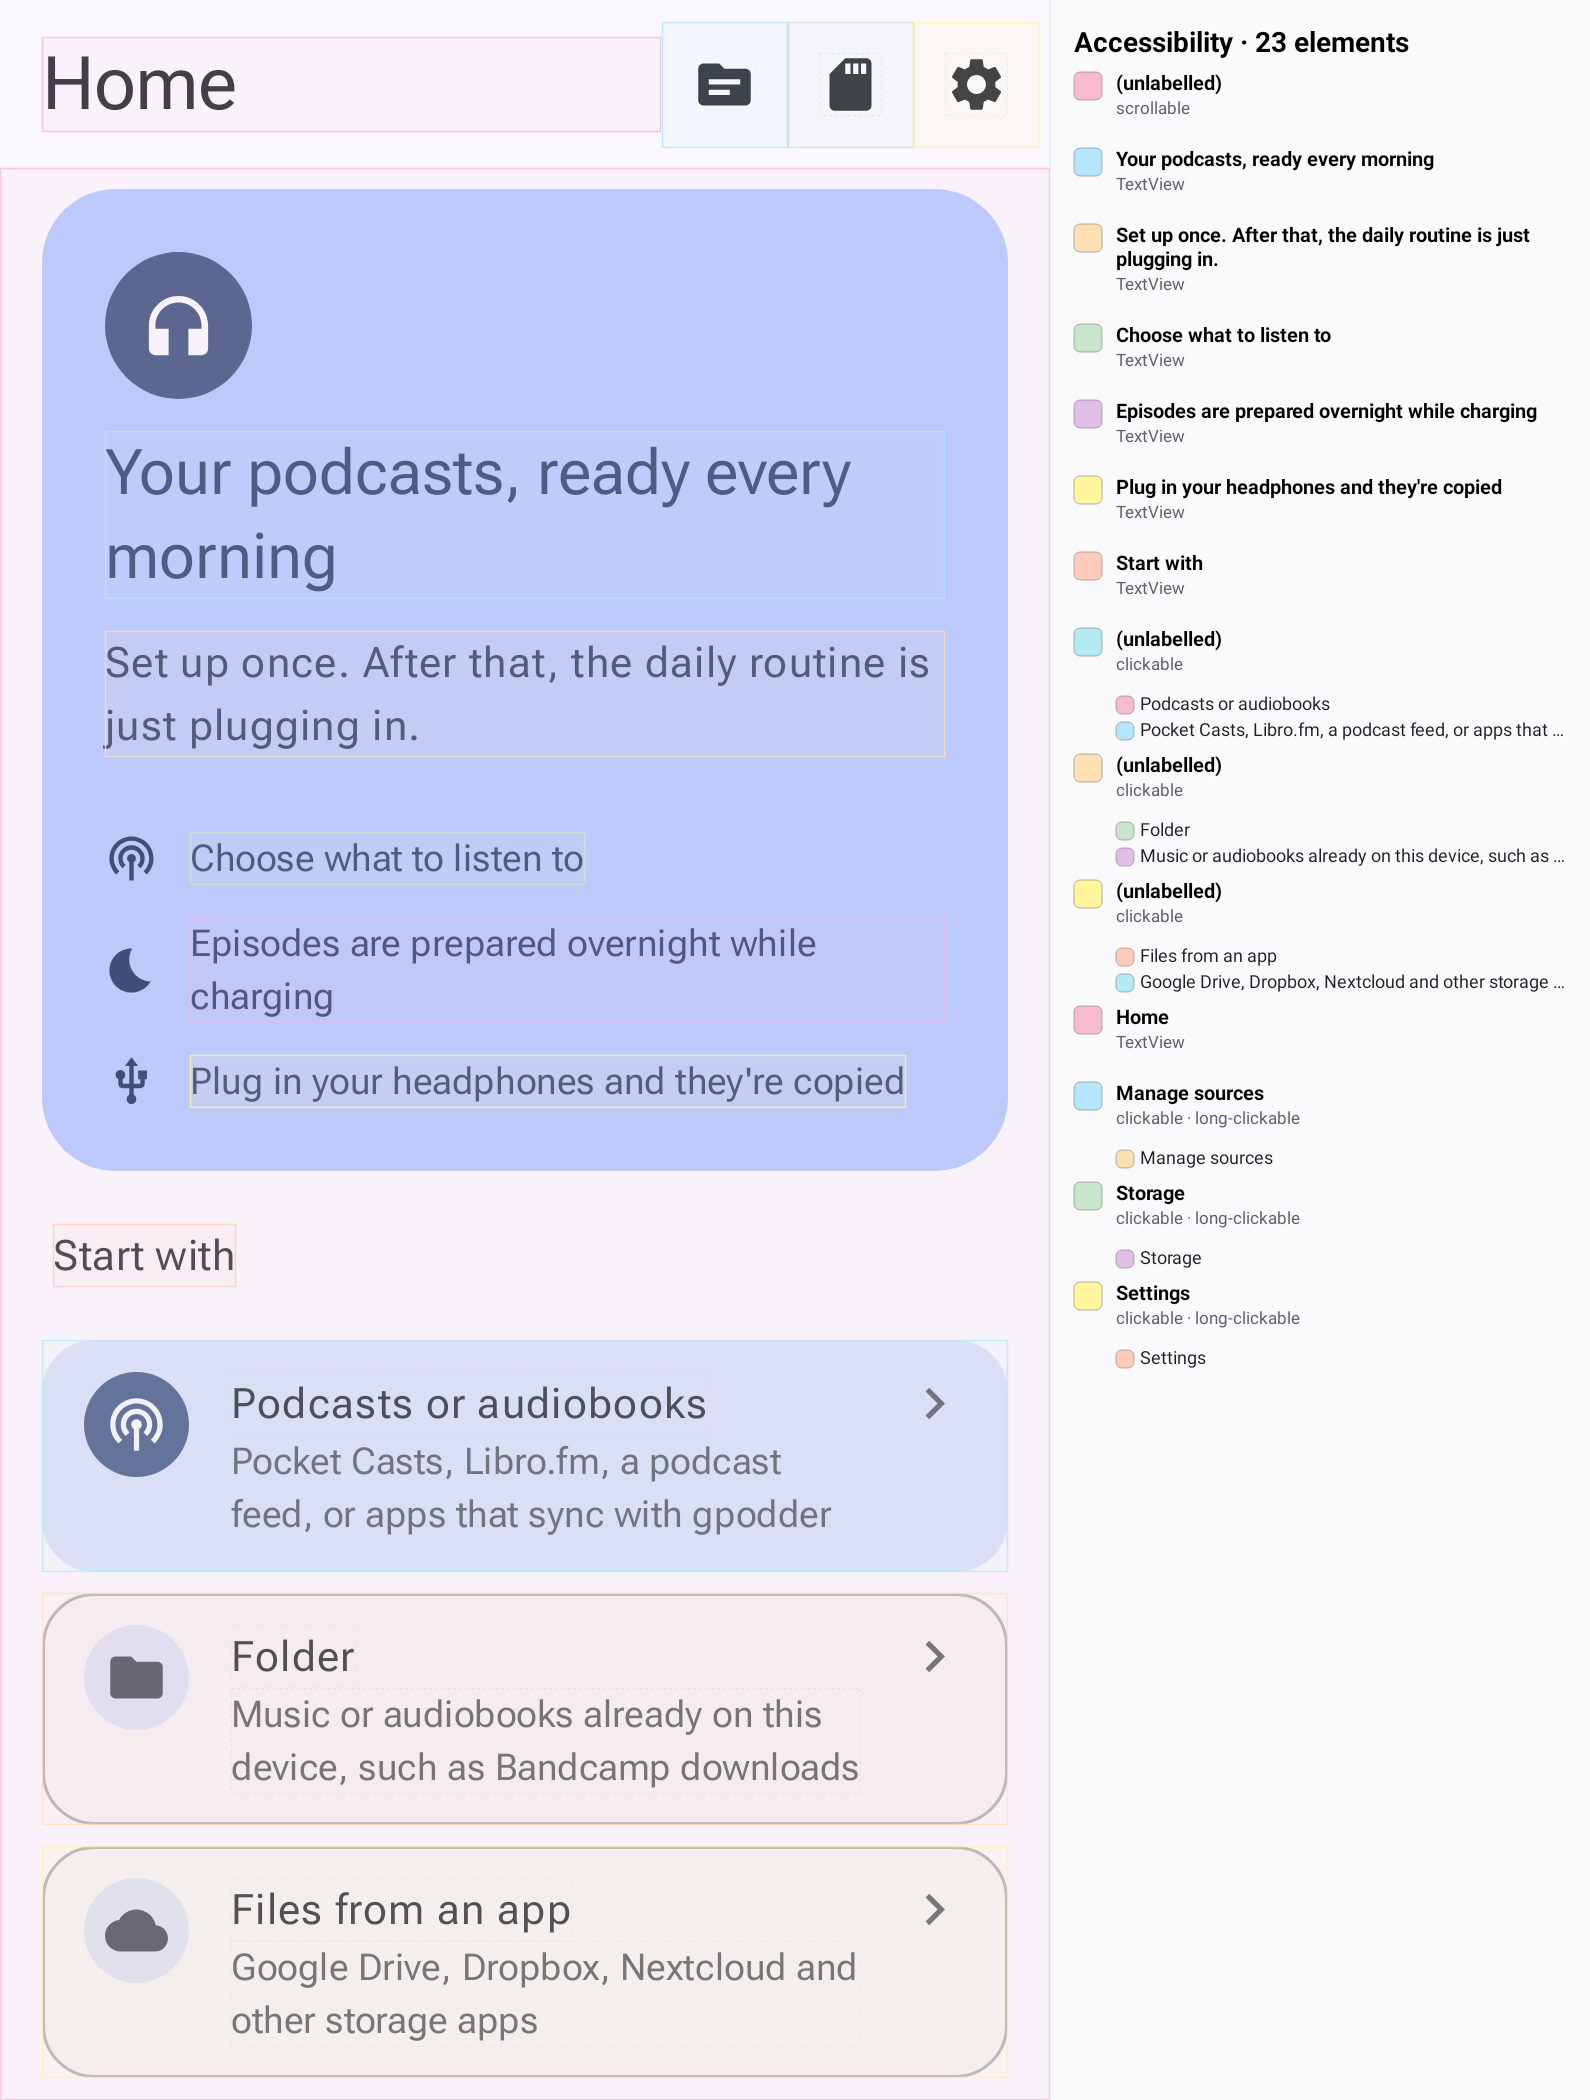 Home
Your podcasts, ready every
morning
Set up once. After that, the daily routine is
just plugging in.
Choose what to listen to
Episodes are prepared overnight while
charging
Plug in your headphones and they're copied
Start with
Podcasts or audiobooks
Pocket Casts, Libro.fm, a podcast
feed, or apps that sync with gpodder
Folder
Music or audiobooks already on this
device, such as Bandcamp downloads
Files from an app
Google Drive, Dropbox, Nextcloud and
other storage apps
Accessibility · 23 elements
(unlabelled)
scrollable
Your podcasts, ready every morning
TextView
Set up once. After that, the daily routine is just
plugging in.
TextView
Choose what to listen to
TextView
Episodes are prepared overnight while charging
TextView
Plug in your headphones and they're copied
TextView
Start with
TextView
(unlabelled)
clickable
Podcasts or audiobooks
Pocket Casts, Libro.fm, a podcast feed, or apps that ...
(unlabelled)
clickable
Folder
Music or audiobooks already on this device, such as ...
(unlabelled)
clickable
Files from an app
Google Drive, Dropbox, Nextcloud and other storage ...
Home
TextView
Manage sources
clickable · long-clickable
Manage sources
Storage
clickable · long-clickable
Storage
Settings
clickable · long-clickable
Settings